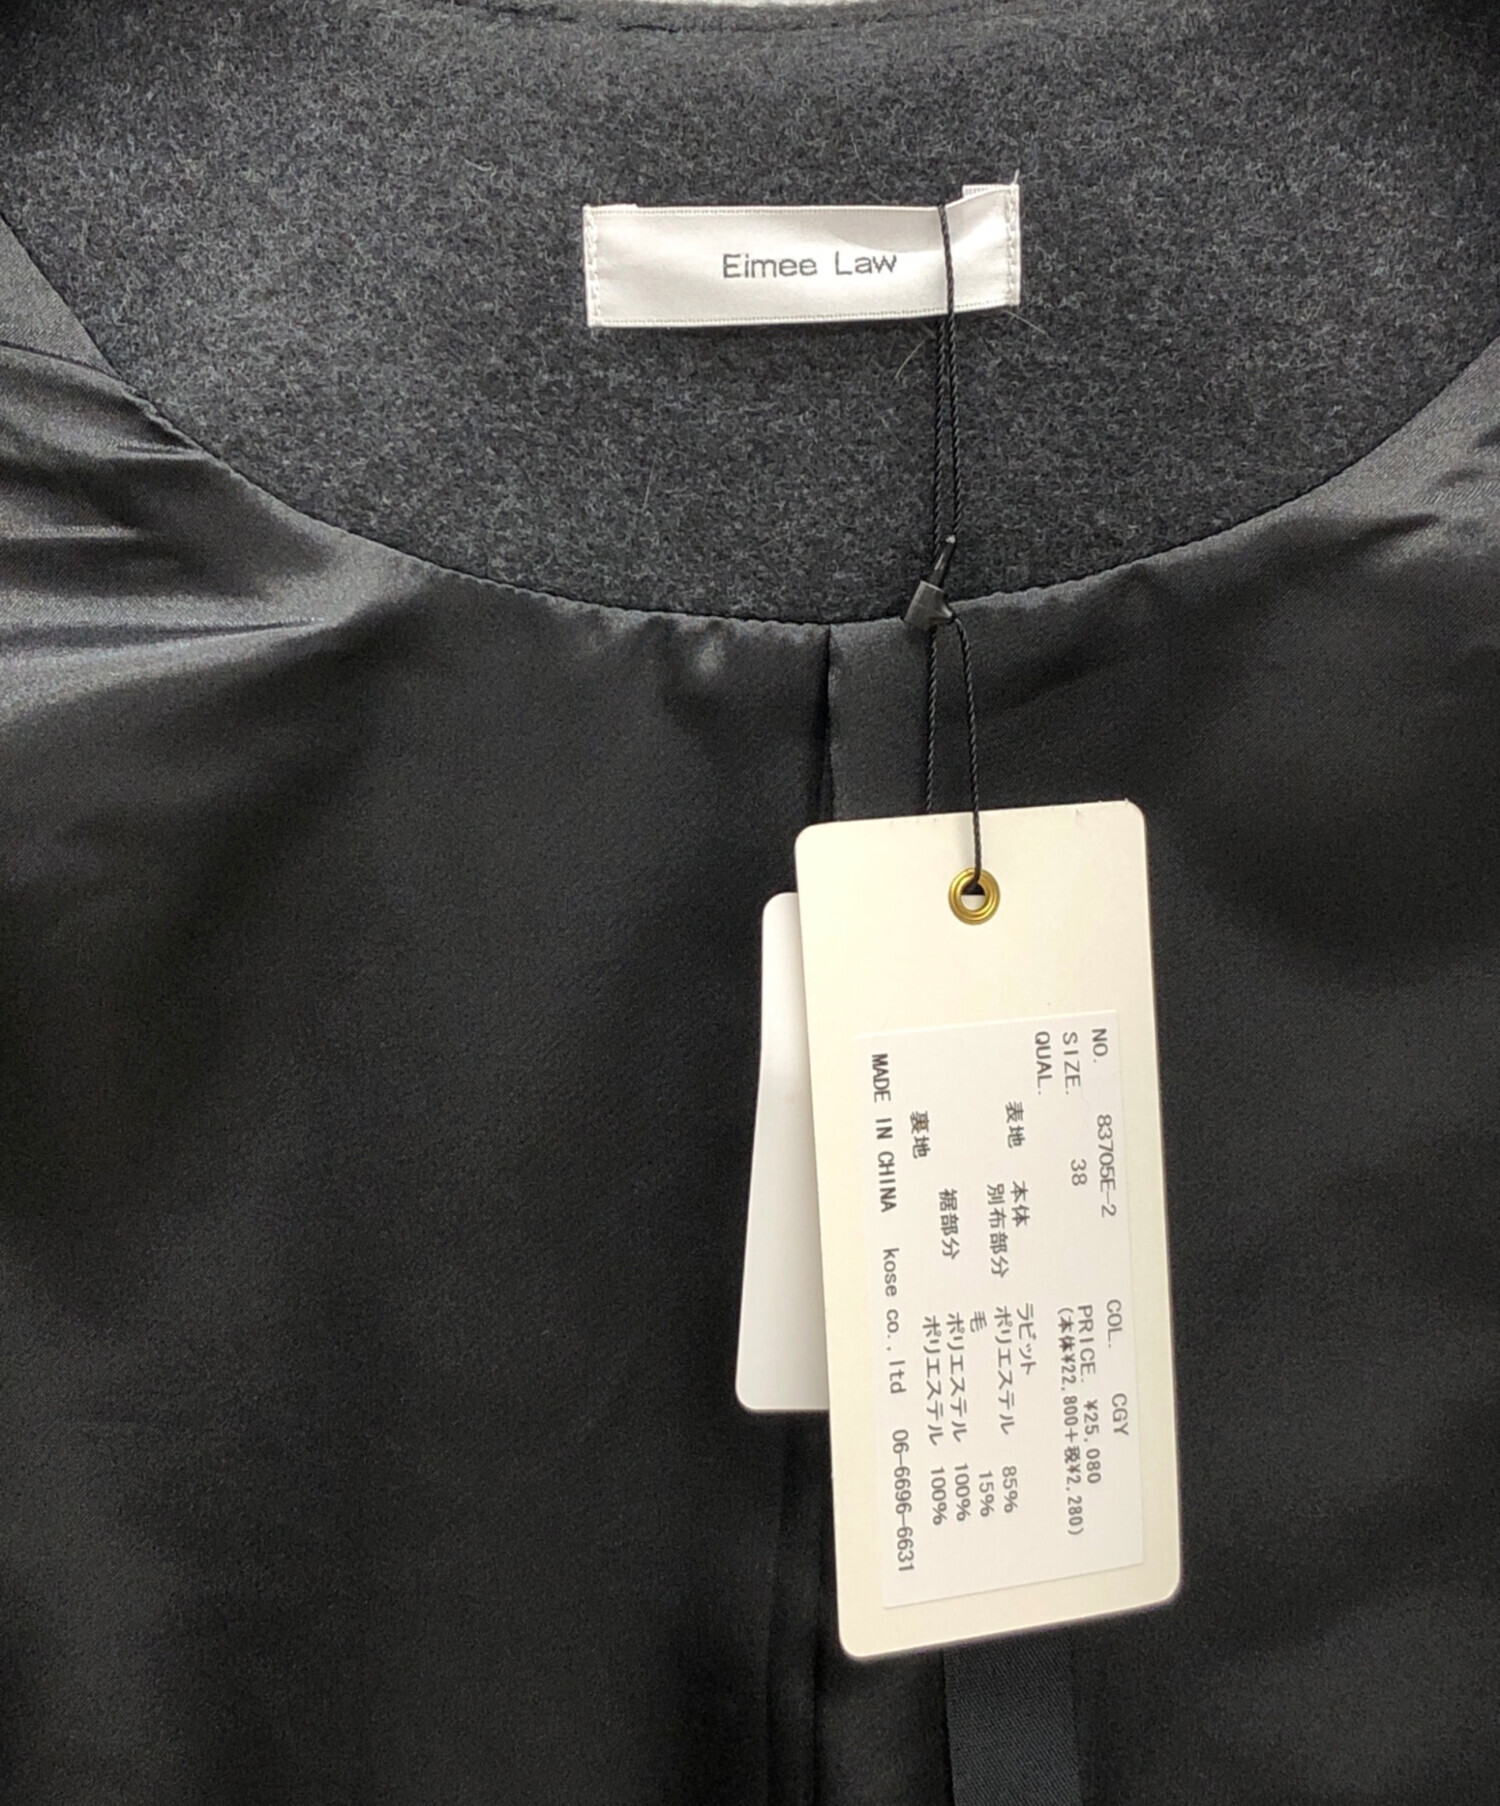 Eimee Law
NO. 83705E-2 COL. CGY
SIZE. 38 PRICE. ¥25,080
(本体¥22,800+税¥2,280)
QUAL.
表地 本体 ラビット
別布部分 ポリエステル 85%
毛 15%
裾部分 ポリエステル 100%
裏地 ポリエステル 100%
MADE IN CHINA kose co.,ltd 06-6696-6631